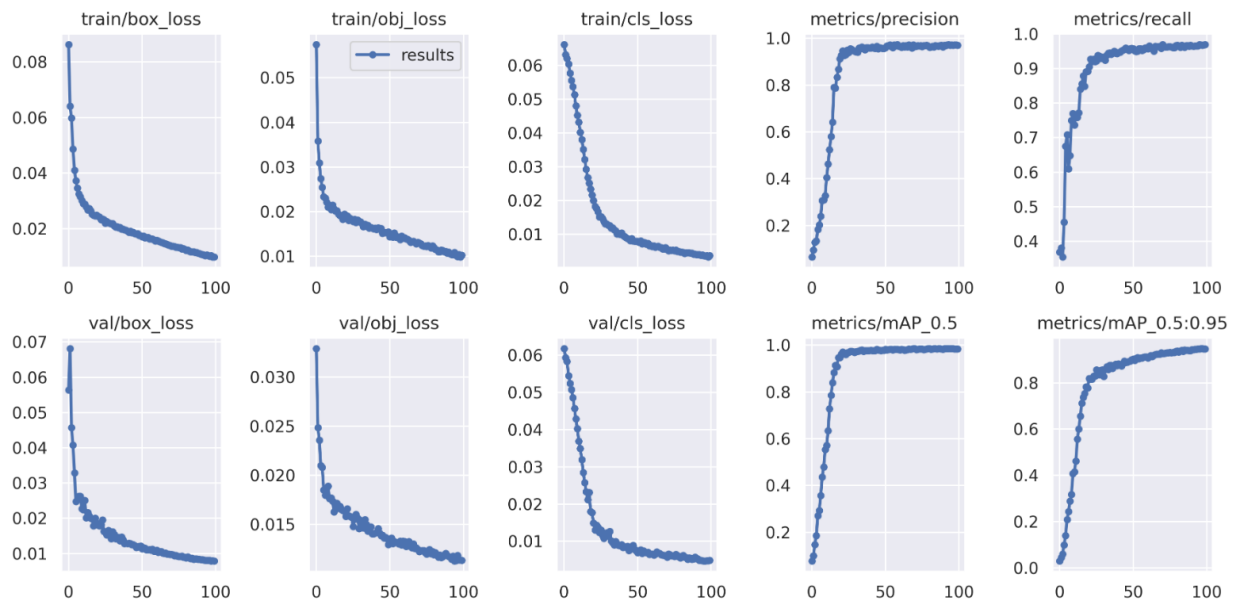 train/box_loss
0.08
0.06
0.04
0.02
0 50 100
train/obj_loss
results
0.05
0.04
0.03
0.02
0.01
0 50 100
train/cls_loss
0.06
0.05
0.04
0.03
0.02
0.01
0 50 100
metrics/precision
1.0
0.8
0.6
0.4
0.2
0 50 100
metrics/recall
1.0
0.9
0.8
0.7
0.6
0.5
0.4
0 50 100
val/box_loss
0.07
0.06
0.05
0.04
0.03
0.02
0.01
0 50 100
val/obj_loss
0.030
0.025
0.020
0.015
0 50 100
val/cls_loss
0.06
0.05
0.04
0.03
0.02
0.01
0 50 100
metrics/mAP_0.5
1.0
0.8
0.6
0.4
0.2
0 50 100
metrics/mAP_0.5:0.95
0.8
0.6
0.4
0.2
0.0
0 50 100